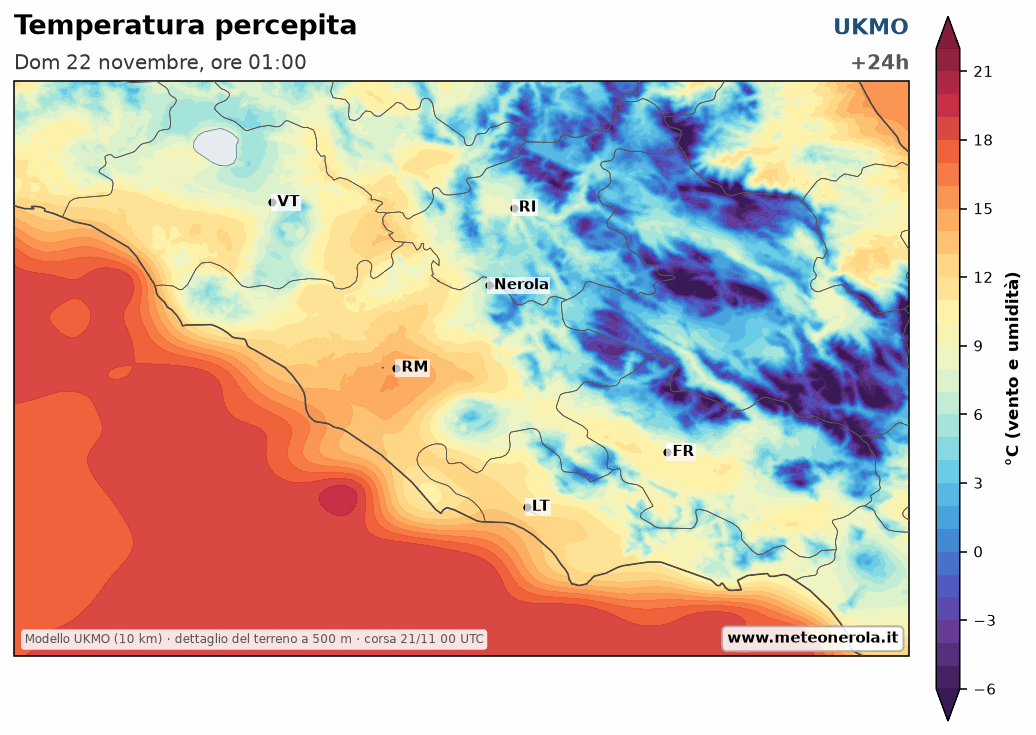 Temperatura percepita
UKMO
Dom 22 novembre, ore 01:00
+24h
VT
RI
Nerola
RM
FR
LT
Modello UKMO (10 km) · dettaglio del terreno a 500 m · corsa 21/11 00 UTC
www.meteonerola.it
21
18
15
12
9
6
3
0
−3
−6
°C (vento e umidità)